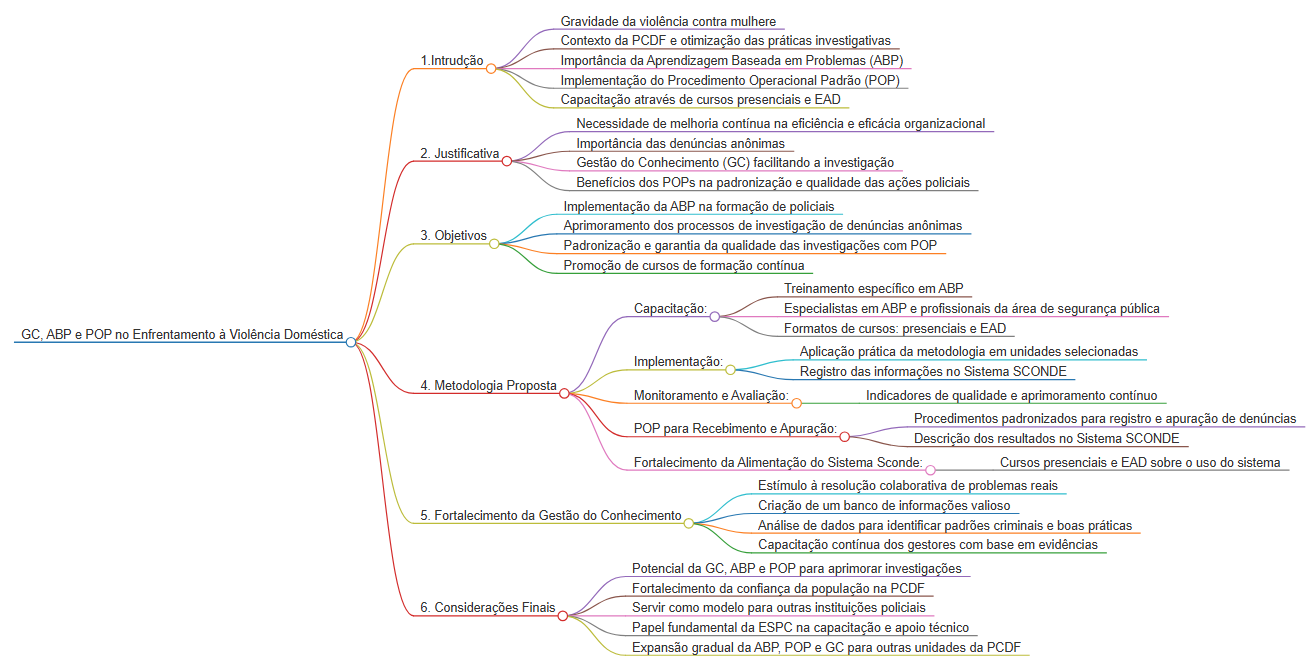 GC, ABP e POP no Enfrentamento à Violência Doméstica
1.Intrudção
Gravidade da violência contra mulhere
Contexto da PCDF e otimização das práticas investigativas
Importância da Aprendizagem Baseada em Problemas (ABP)
Implementação do Procedimento Operacional Padrão (POP)
Capacitação através de cursos presenciais e EAD
2. Justificativa
Necessidade de melhoria contínua na eficiência e eficácia organizacional
Importância das denúncias anônimas
Gestão do Conhecimento (GC) facilitando a investigação
Benefícios dos POPs na padronização e qualidade das ações policiais
3. Objetivos
Implementação da ABP na formação de policiais
Aprimoramento dos processos de investigação de denúncias anônimas
Padronização e garantia da qualidade das investigações com POP
Promoção de cursos de formação contínua
4. Metodologia Proposta
Capacitação:
Treinamento específico em ABP
Especialistas em ABP e profissionais da área de segurança pública
Formatos de cursos: presenciais e EAD
Implementação:
Aplicação prática da metodologia em unidades selecionadas
Registro das informações no Sistema SCONDE
Monitoramento e Avaliação:
Indicadores de qualidade e aprimoramento contínuo
POP para Recebimento e Apuração:
Procedimentos padronizados para registro e apuração de denúncias
Descrição dos resultados no Sistema SCONDE
Fortalecimento da Alimentação do Sistema Sconde:
Cursos presenciais e EAD sobre o uso do sistema
5. Fortalecimento da Gestão do Conhecimento
Estímulo à resolução colaborativa de problemas reais
Criação de um banco de informações valioso
Análise de dados para identificar padrões criminais e boas práticas
Capacitação contínua dos gestores com base em evidências
6. Considerações Finais
Potencial da GC, ABP e POP para aprimorar investigações
Fortalecimento da confiança da população na PCDF
Servir como modelo para outras instituições policiais
Papel fundamental da ESPC na capacitação e apoio técnico
Expansão gradual da ABP, POP e GC para outras unidades da PCDF